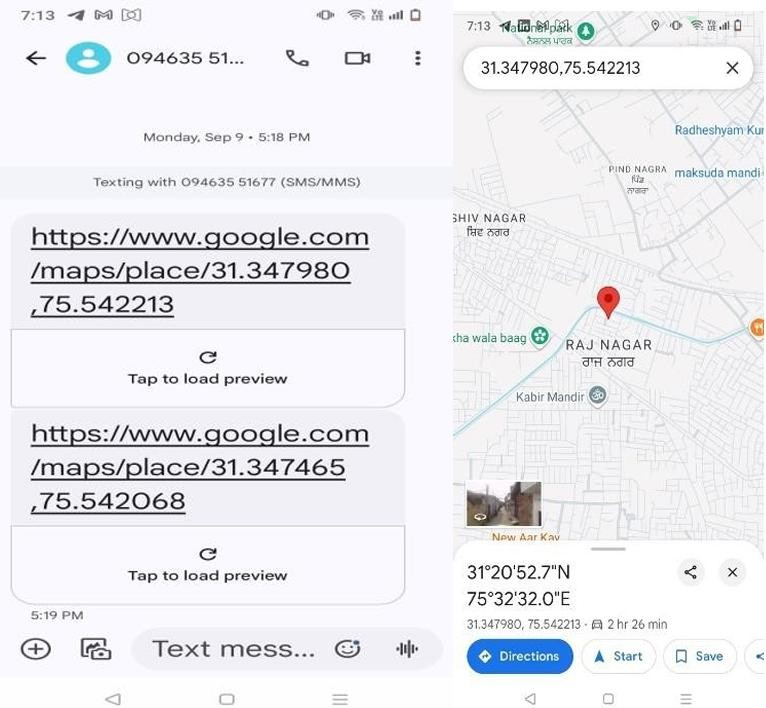 7:13
094635 51...
Monday, Sep 9 • 5:18 PM
Texting with 094635 51677 (SMS/MMS)
https://www.google.com
/maps/place/31.347980
,75.542213
Tap to load preview
https://www.google.com
/maps/place/31.347465
,75.542068
Tap to load preview
5:19 PM
Text mess...
7:13
National park
ਨੈਸ਼ਨਲ ਪਾਰਕ
31.347980,75.542213
Radheshyam Kur
PIND NAGRA
ਪਿੰਡ
ਨਾਗਰਾ
maksuda mandi
SHIV NAGAR
ਸ਼ਿਵ ਨਗਰ
kha wala baag
RAJ NAGAR
ਰਾਜ ਨਗਰ
Kabir Mandir
New Aar Kay
31°20'52.7"N
75°32'32.0"E
31.347980, 75.542213 · 2 hr 26 min
Directions
Start
Save